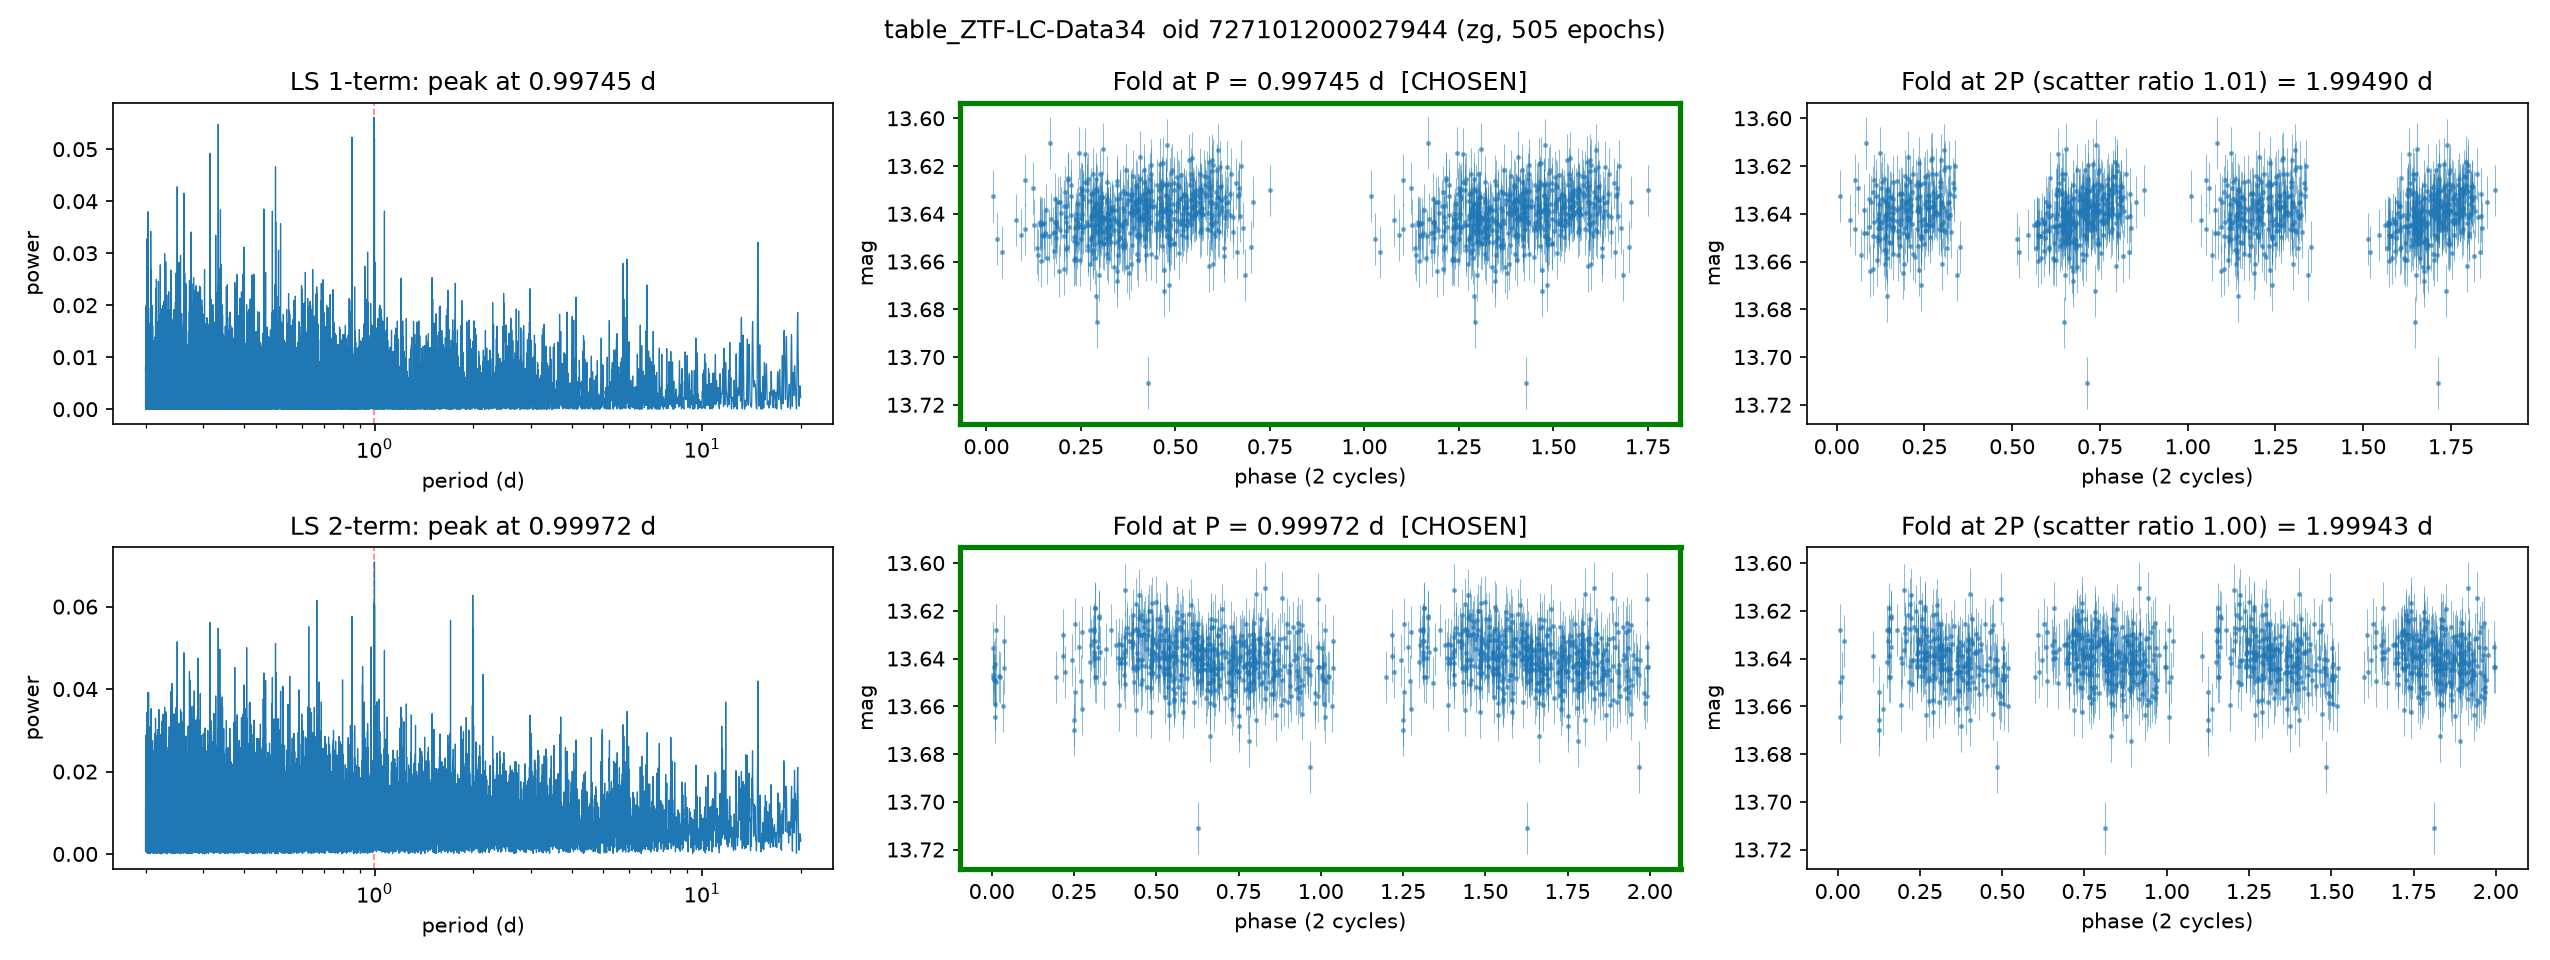 table_ZTF-LC-Data34  oid 727101200027944 (zg, 505 epochs)
LS 1-term: peak at 0.99745 d
Fold at P = 0.99745 d  [CHOSEN]
Fold at 2P (scatter ratio 1.01) = 1.99490 d
power
0.05
0.04
0.03
0.02
0.01
0.00
10⁰
10¹
period (d)
mag
13.60
13.62
13.64
13.66
13.68
13.70
13.72
0.00 0.25 0.50 0.75 1.00 1.25 1.50 1.75
phase (2 cycles)
mag
13.60
13.62
13.64
13.66
13.68
13.70
13.72
0.00 0.25 0.50 0.75 1.00 1.25 1.50 1.75
phase (2 cycles)
LS 2-term: peak at 0.99972 d
Fold at P = 0.99972 d  [CHOSEN]
Fold at 2P (scatter ratio 1.00) = 1.99943 d
power
0.06
0.04
0.02
0.00
10⁰
10¹
period (d)
mag
13.60
13.62
13.64
13.66
13.68
13.70
13.72
0.00 0.25 0.50 0.75 1.00 1.25 1.50 1.75 2.00
phase (2 cycles)
mag
13.60
13.62
13.64
13.66
13.68
13.70
13.72
0.00 0.25 0.50 0.75 1.00 1.25 1.50 1.75 2.00
phase (2 cycles)